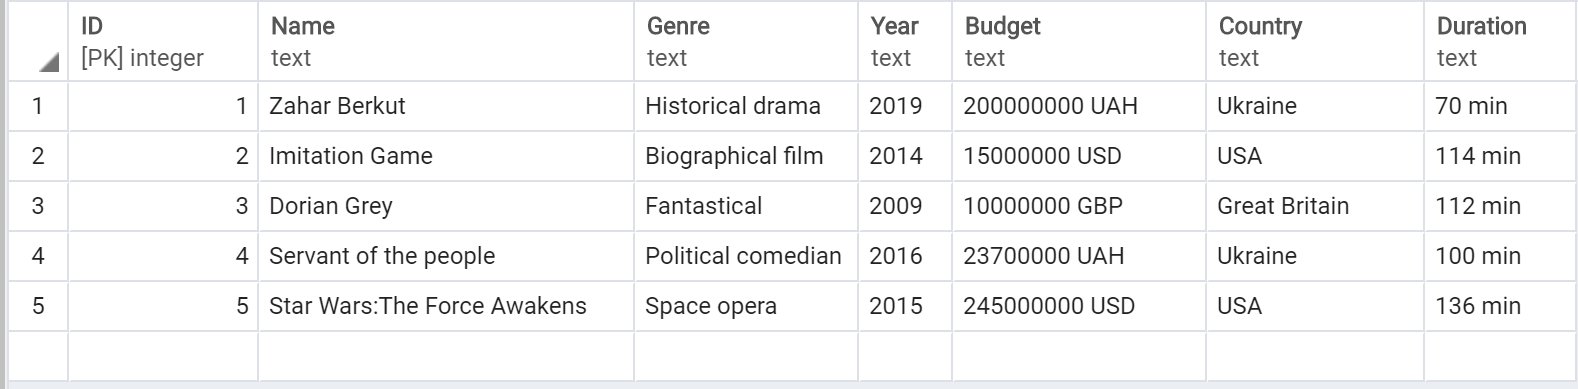 ID Name Genre Year Budget Country Duration
[PK] integer text text text text text text
1 1 Zahar Berkut Historical drama 2019 200000000 UAH Ukraine 70 min
2 2 Imitation Game Biographical film 2014 15000000 USD USA 114 min
3 3 Dorian Grey Fantastical 2009 10000000 GBP Great Britain 112 min
4 4 Servant of the people Political comedian 2016 23700000 UAH Ukraine 100 min
5 5 Star Wars:The Force Awakens Space opera 2015 245000000 USD USA 136 min